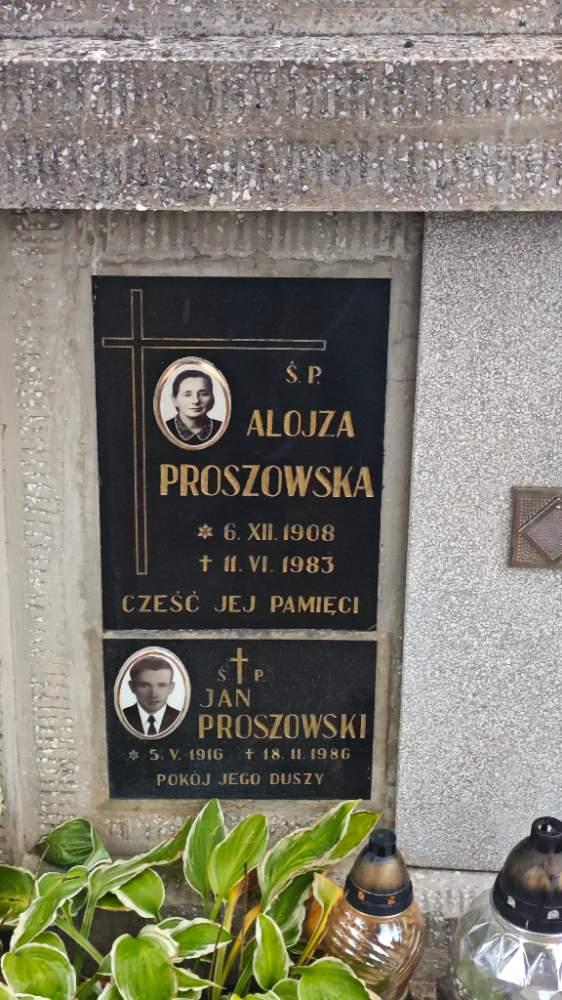 Ś. P.
ALOJZA
PROSZOWSKA
* 6. XII. 1908
† 11. VI. 1983
CZEŚĆ JEJ PAMIĘCI
Ś. P.
JAN
PROSZOWSKI
* 5. V. 1916 † 18. II. 1986
POKÓJ JEGO DUSZY